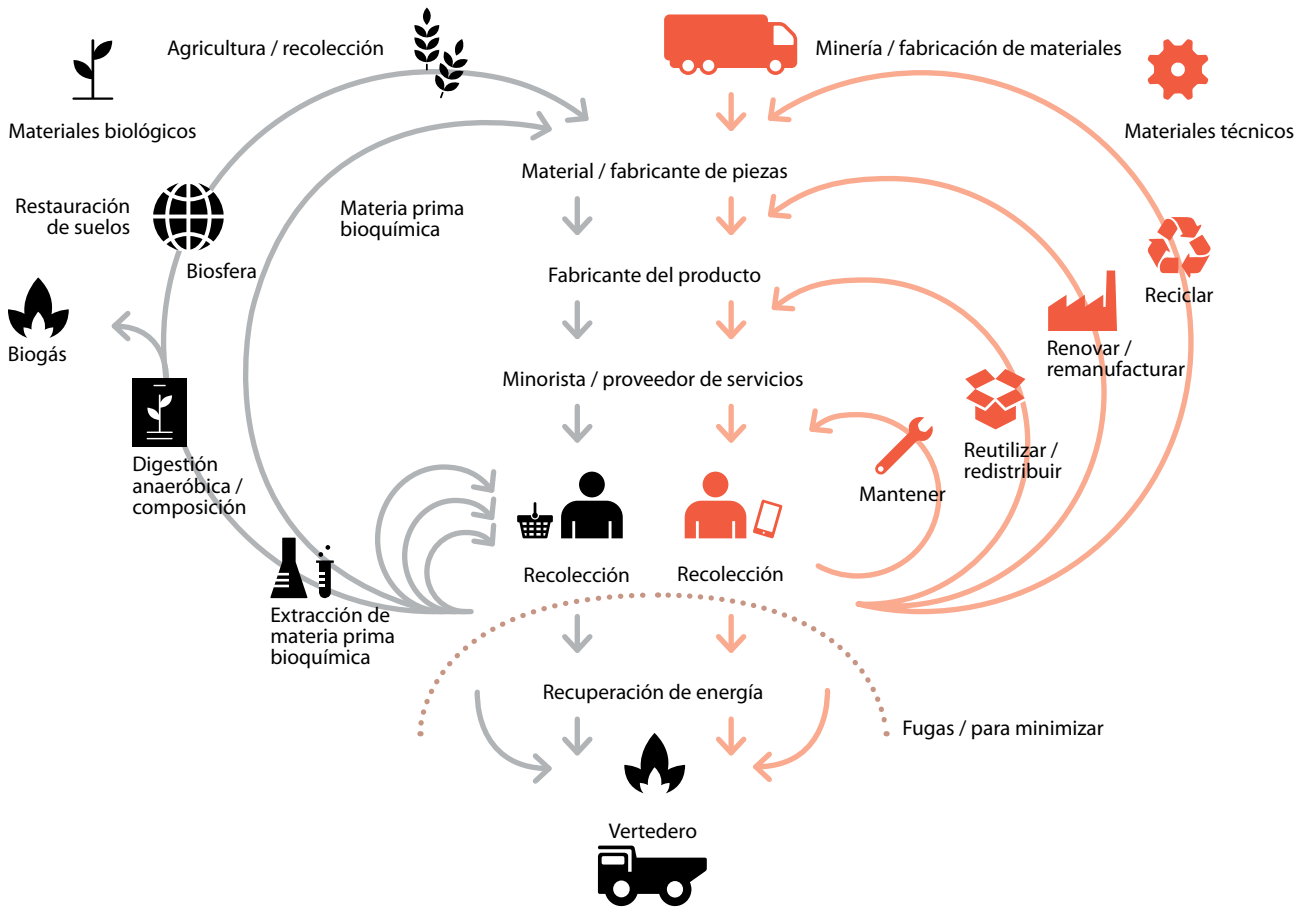 Agricultura / recolección
Minería / fabricación de materiales
Materiales biológicos
Materiales técnicos
Material / fabricante de piezas
Restauración
de suelos
Materia prima
bioquímica
Biosfera
Fabricante del producto
Reciclar
Biogás
Renovar /
remanufacturar
Minorista / proveedor de servicios
Reutilizar /
redistribuir
Digestión
anaeróbica /
composición
Mantener
Recolección
Recolección
Extracción de
materia prima
bioquímica
Recuperación de energía
Fugas / para minimizar
Vertedero